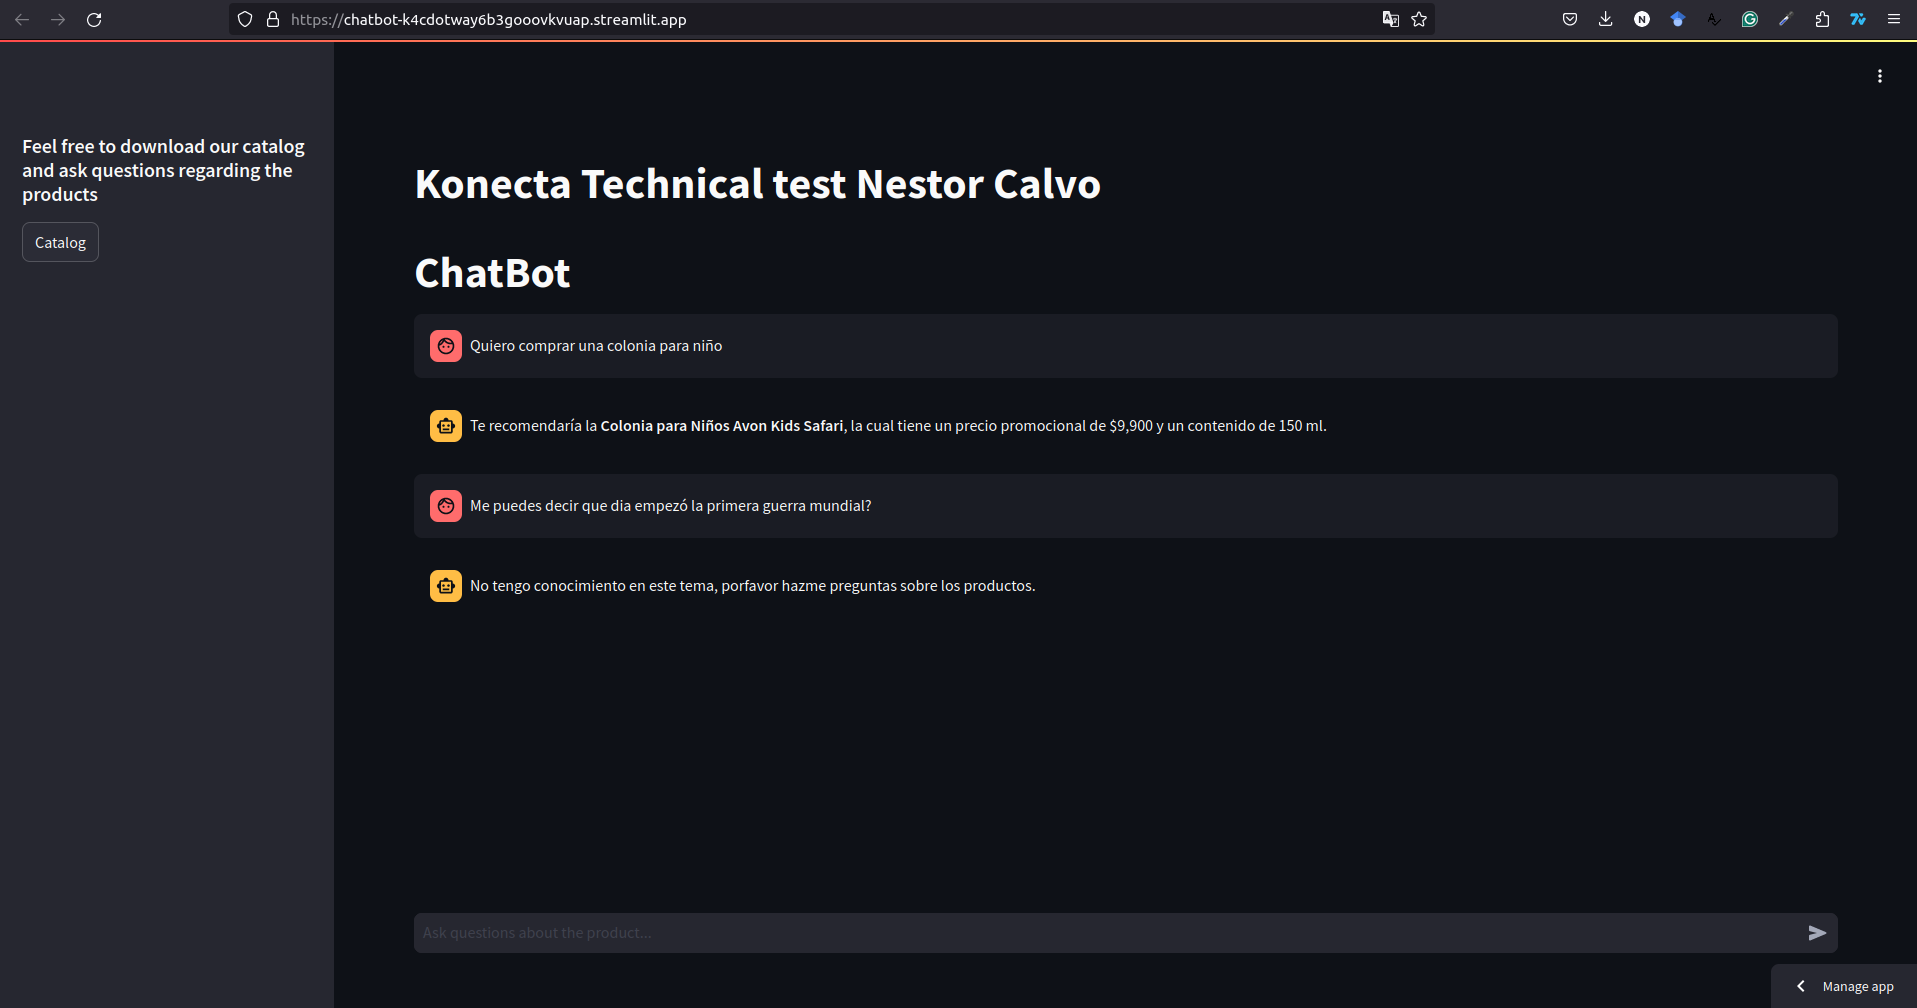 https://chatbot-k4cdotway6b3gooovkvuap.streamlit.app
Feel free to download our catalog
and ask questions regarding the
products
Catalog
Konecta Technical test Nestor Calvo
ChatBot
Quiero comprar una colonia para niño
Te recomendaría la Colonia para Niños Avon Kids Safari, la cual tiene un precio promocional de $9,900 y un contenido de 150 ml.
Me puedes decir que dia empezó la primera guerra mundial?
No tengo conocimiento en este tema, porfavor hazme preguntas sobre los productos.
Ask questions about the product...
Manage app